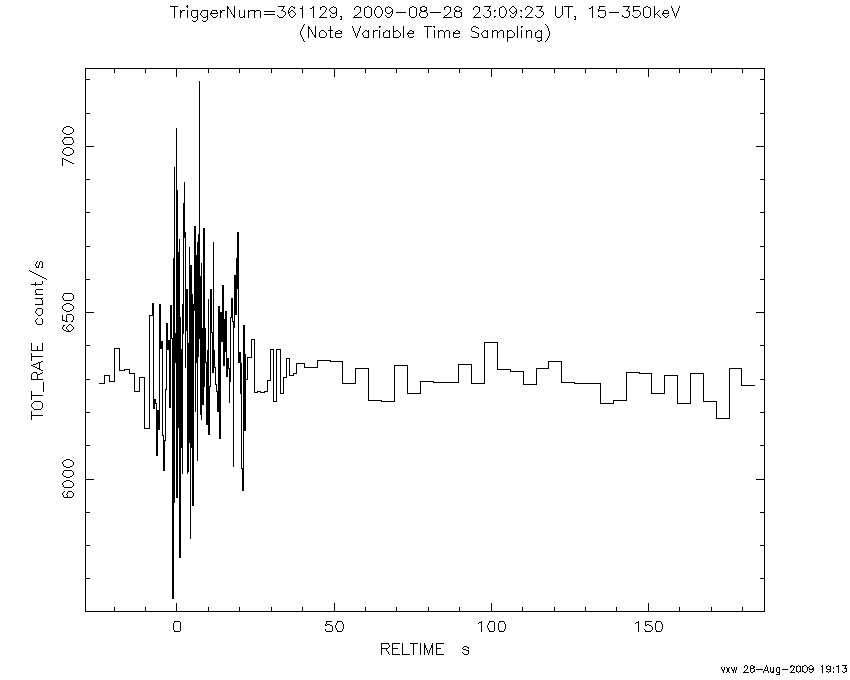 TriggerNum=361129, 2009-08-28 23:09:23 UT, 15-350keV
(Note Variable Time Sampling)
TOT_RATE count/s
7000
6500
6000
0 50 100 150
RELTIME s
vxw 28-Aug-2009 19:13